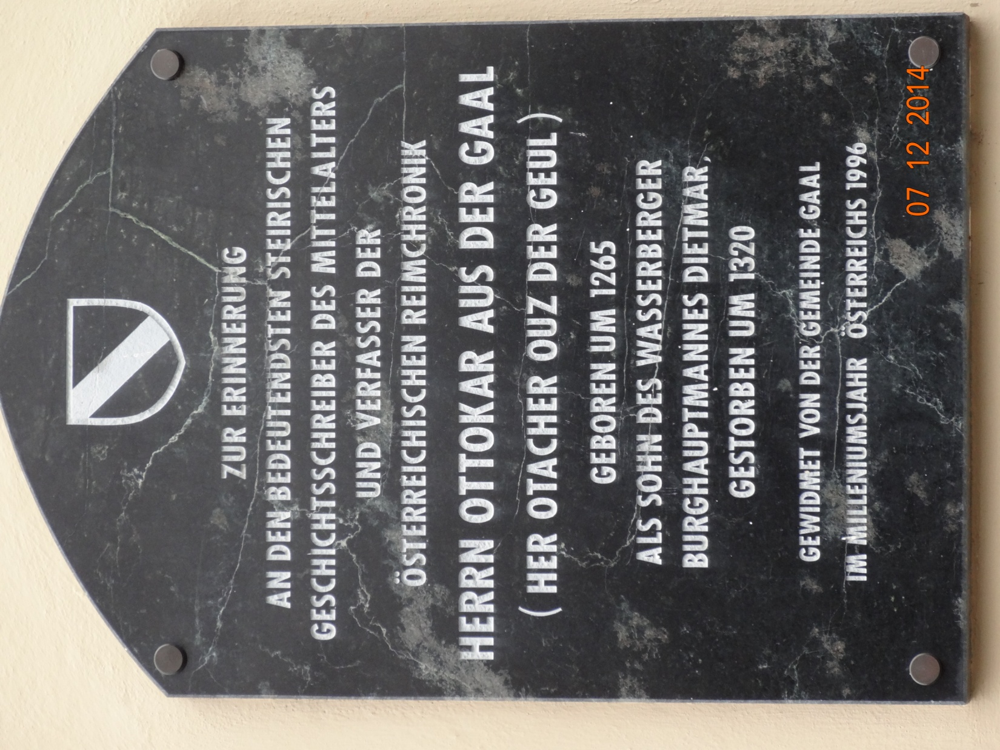 ZUR ERINNERUNG
AN DEN BEDEUTENDSTEN STEIRISCHEN
GESCHICHTSSCHREIBER DES MITTELALTERS
UND VERFASSER DER
ÖSTERREICHISCHEN REIMCHRONIK
HERRN OTTOKAR AUS DER GAAL
( HER OTACHER OUZ DER GEUL )
GEBOREN UM 1265
ALS SOHN DES WASSERBERGER
BURGHAUPTMANNES DIETMAR,
GESTORBEN UM 1320
GEWIDMET VON DER GEMEINDE GAAL
IM MILLENIUMSJAHR ÖSTERREICHS 1996
07 12 2014